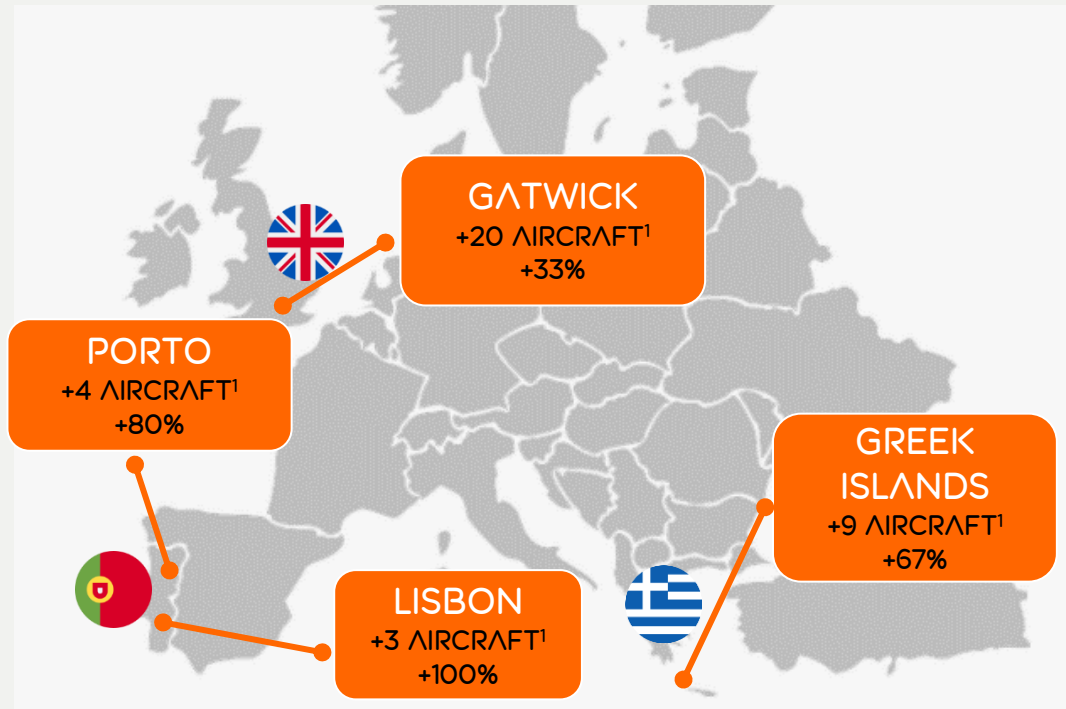 GATWICK
+20 AIRCRAFT¹
+33%
PORTO
+4 AIRCRAFT¹
+80%
GREEK
ISLANDS
+9 AIRCRAFT¹
+67%
LISBON
+3 AIRCRAFT¹
+100%